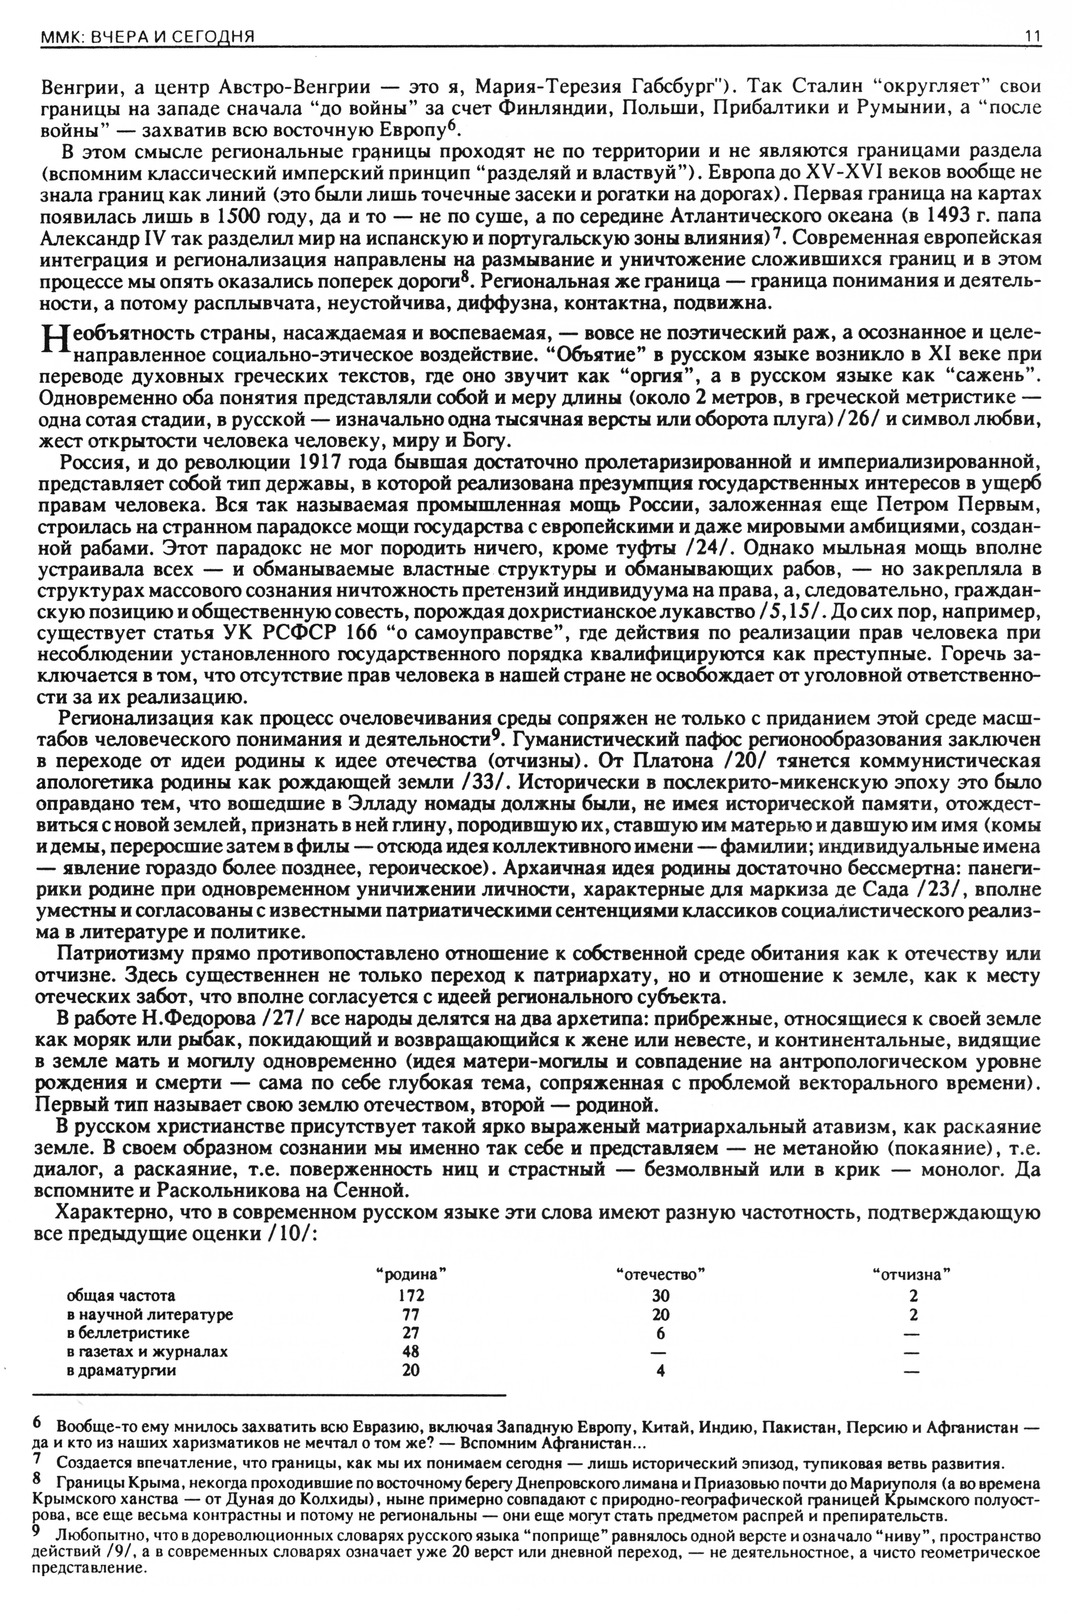 ММК: ВЧЕРА И СЕГОДНЯ 11
Венгрии, а центр Австро-Венгрии — это я, Мария-Терезия Габсбург"). Так Сталин “округляет” свои
границы на западе сначала “до войны” за счет Финляндии, Польши, Прибалтики и Румынии, а “после
войны” — захватив всю восточную Европу⁶.
В этом смысле региональные границы проходят не по территории и не являются границами раздела
(вспомним классический имперский принцип “разделяй и властвуй”). Европа до XV-XVI веков вообще не
знала границ как линий (это были лишь точечные засеки и рогатки на дорогах). Первая граница на картах
появилась лишь в 1500 году, да и то — не по суше, а по середине Атлантического океана (в 1493 г. папа
Александр IV так разделил мир на испанскую и португальскую зоны влияния)⁷. Современная европейская
интеграция и регионализация направлены на размывание и уничтожение сложившихся границ и в этом
процессе мы опять оказались поперек дороги⁸. Региональная же граница — граница понимания и деятель-
ности, а потому расплывчата, неустойчива, диффузна, контактна, подвижна.
Необъятность страны, насаждаемая и воспеваемая, — вовсе не поэтический раж, а осознанное и целе-
направленное социально-этическое воздействие. “Объятие” в русском языке возникло в XI веке при
переводе духовных греческих текстов, где оно звучит как “оргия”, а в русском языке как “сажень”.
Одновременно оба понятия представляли собой и меру длины (около 2 метров, в греческой метристике —
одна сотая стадии, в русской — изначально одна тысячная версты или оборота плуга) /26/ и символ любви,
жест открытости человека человеку, миру и Богу.
Россия, и до революции 1917 года бывшая достаточно пролетаризированной и империализированной,
представляет собой тип державы, в которой реализована презумпция государственных интересов в ущерб
правам человека. Вся так называемая промышленная мощь России, заложенная еще Петром Первым,
строилась на странном парадоксе мощи государства с европейскими и даже мировыми амбициями, создан-
ной рабами. Этот парадокс не мог породить ничего, кроме туфты /24/. Однако мыльная мощь вполне
устраивала всех — и обманываемые властные структуры и обманывающих рабов, — но закрепляла в
структурах массового сознания ничтожность претензий индивидуума на права, а, следовательно, граждан-
скую позицию и общественную совесть, порождая дохристианское лукавство /5,15/. До сих пор, например,
существует статья УК РСФСР 166 “о самоуправстве”, где действия по реализации прав человека при
несоблюдении установленного государственного порядка квалифицируются как преступные. Горечь за-
ключается в том, что отсутствие прав человека в нашей стране не освобождает от уголовной ответственно-
сти за их реализацию.
Регионализация как процесс очеловечивания среды сопряжен не только с приданием этой среде масш-
табов человеческого понимания и деятельности⁹. Гуманистический пафос регионообразования заключен
в переходе от идеи родины к идее отечества (отчизны). От Платона /20/ тянется коммунистическая
апологетика родины как рождающей земли /33/. Исторически в послекрито-микенскую эпоху это было
оправдано тем, что вошедшие в Элладу номады должны были, не имея исторической памяти, отождест-
виться с новой землей, признать в ней глину, породившую их, ставшую им матерью и давшую им имя (комы
и демы, переросшие затем в филы — отсюда идея коллективного имени — фамилии; индивидуальные имена
— явление гораздо более позднее, героическое). Архаичная идея родины достаточно бессмертна: панеги-
рики родине при одновременном уничижении личности, характерные для маркиза де Сада /23/, вполне
уместны и согласованы с известными патриатическими сентенциями классиков социалистического реализ-
ма в литературе и политике.
Патриотизму прямо противопоставлено отношение к собственной среде обитания как к отечеству или
отчизне. Здесь существеннен не только переход к патриархату, но и отношение к земле, как к месту
отеческих забот, что вполне согласуется с идеей регионального субъекта.
В работе Н.Федорова /27/ все народы делятся на два архетипа: прибрежные, относящиеся к своей земле
как моряк или рыбак, покидающий и возвращающийся к жене или невесте, и континентальные, видящие
в земле мать и могилу одновременно (идея матери-могилы и совпадение на антропологическом уровне
рождения и смерти — сама по себе глубокая тема, сопряженная с проблемой векторального времени).
Первый тип называет свою землю отечеством, второй — родиной.
В русском христианстве присутствует такой ярко выраженый матриархальный атавизм, как раскаяние
земле. В своем образном сознании мы именно так себе и представляем — не метанойю (покаяние), т.е.
диалог, а раскаяние, т.е. поверженность ниц и страстный — безмолвный или в крик — монолог. Да
вспомните и Раскольникова на Сенной.
Характерно, что в современном русском языке эти слова имеют разную частотность, подтверждающую
все предыдущие оценки /10/:
“родина” “отечество” “отчизна”
общая частота 172 30 2
в научной литературе 77 20 2
в беллетристике 27 6 —
в газетах и журналах 48 — —
в драматургии 20 4 —
6 Вообще-то ему мнилось захватить всю Евразию, включая Западную Европу, Китай, Индию, Пакистан, Персию и Афганистан —
да и кто из наших харизматиков не мечтал о том же? — Вспомним Афганистан...
7 Создается впечатление, что границы, как мы их понимаем сегодня — лишь исторический эпизод, тупиковая ветвь развития.
8 Границы Крыма, некогда проходившие по восточному берегу Днепровского лимана и Приазовью почти до Мариуполя (а во времена
Крымского ханства — от Дуная до Колхиды), ныне примерно совпадают с природно-географической границей Крымского полуост-
рова, все еще весьма контрастны и потому не региональны — они еще могут стать предметом распрей и препирательств.
9 Любопытно, что в дореволюционных словарях русского языка “поприще” равнялось одной версте и означало “ниву”, пространство
действий /9/, а в современных словарях означает уже 20 верст или дневной переход, — не деятельностное, а чисто геометрическое
представление.